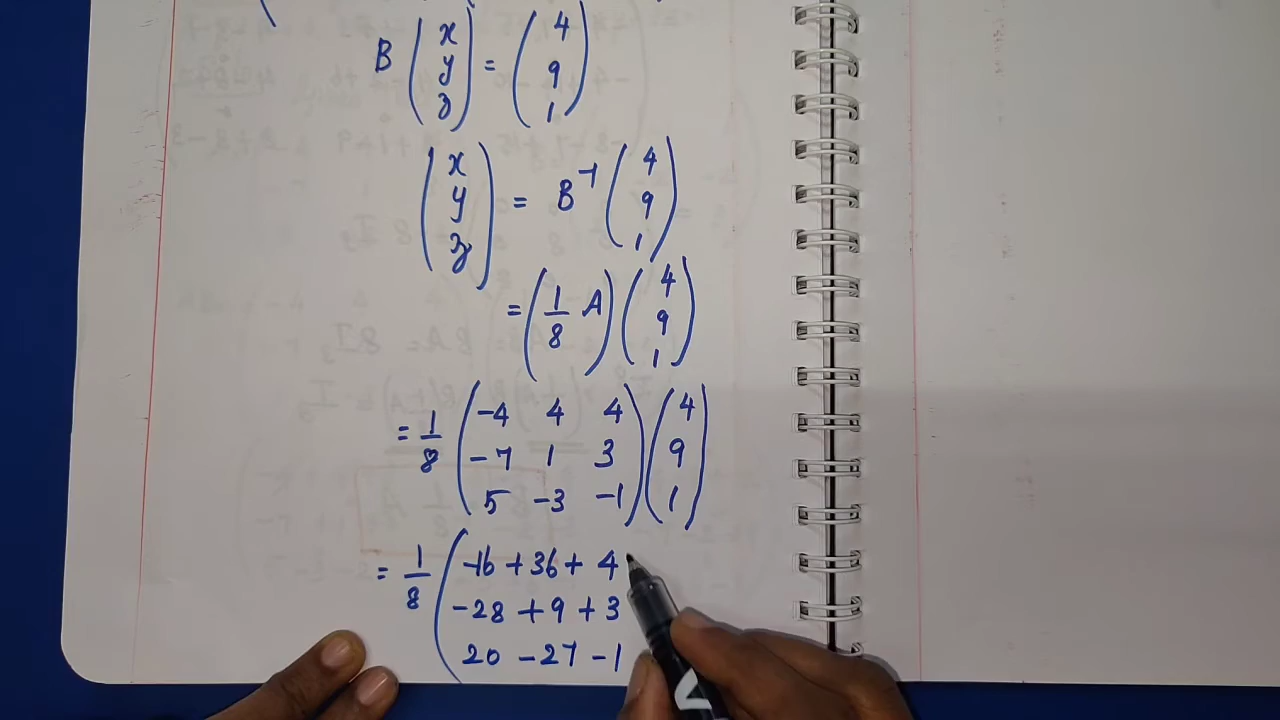 B ( x y z ) = ( 4 9 1 )
( x y z ) = B⁻¹ ( 4 9 1 )
= ( 1/8 A ) ( 4 9 1 )
= 1/8 ( -4 4 4
-7 1 3
5 -3 -1 ) ( 4 9 1 )
= 1/8 ( -16 + 36 + 4
-28 + 9 + 3
20 - 27 - 1